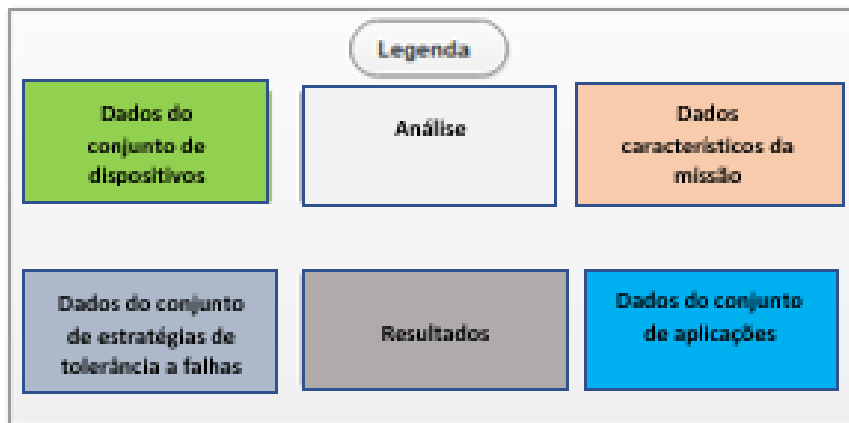 Legenda
Dados do
conjunto de
dispositivos
Análise
Dados
característicos da
missão
Dados do conjunto
de estratégias de
tolerância a falhas
Resultados
Dados do conjunto
de aplicações